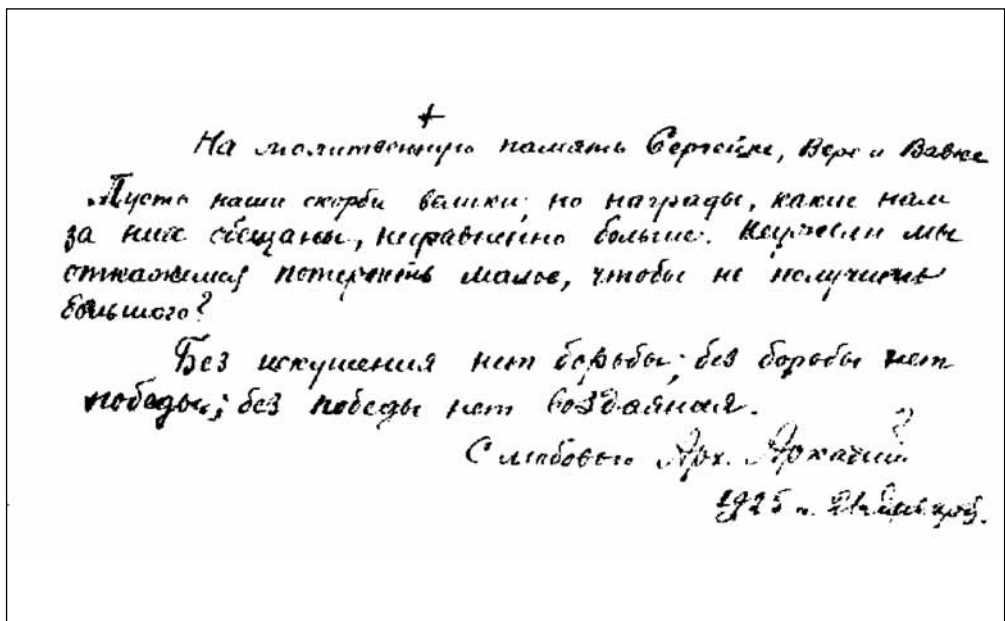 +
На молитвенную память Сергейке, Вере и Вавке
Пусть наши скорби велики, но награды, какие нам
за них обещаны, несравненно больше. Неужели мы
откажемся потерпеть малое, чтобы не получить
большого?
Без искушения нет борьбы; без борьбы нет
победы; без победы нет воздаяния.
С любовью Арх. Аркадий
1925 г.